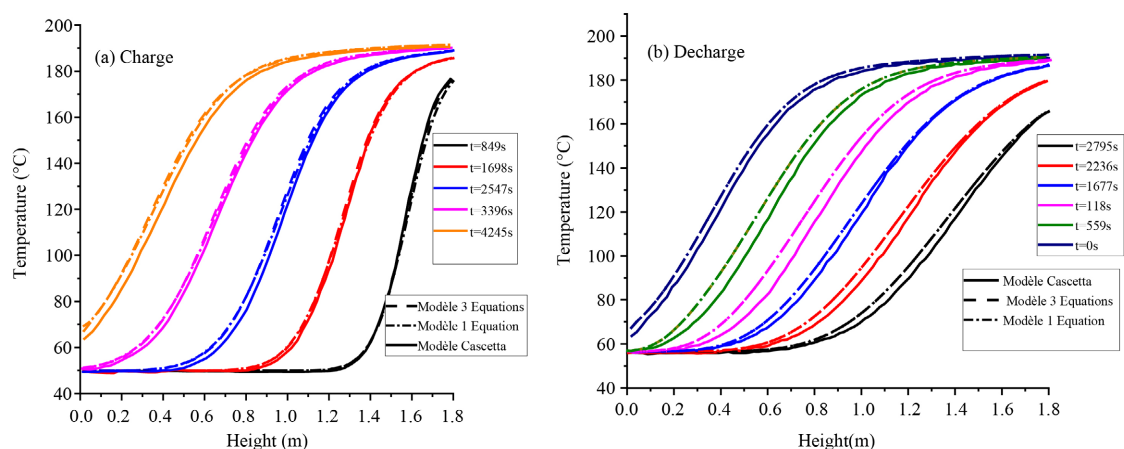 (a) Charge
200
180
160
140
120
100
80
60
40
Temperature (°C)
0.0 0.2 0.4 0.6 0.8 1.0 1.2 1.4 1.6 1.8
Height (m)
t=849s
t=1698s
t=2547s
t=3396s
t=4245s
Modèle 3 Equations
Modèle 1 Equation
Modèle Cascetta
(b) Decharge
200
180
160
140
120
100
80
60
40
Temperature (°C)
0.0 0.2 0.4 0.6 0.8 1.0 1.2 1.4 1.6 1.8
Height(m)
t=2795s
t=2236s
t=1677s
t=118s
t=559s
t=0s
Modèle Cascetta
Modèle 3 Equations
Modèle 1 Equation